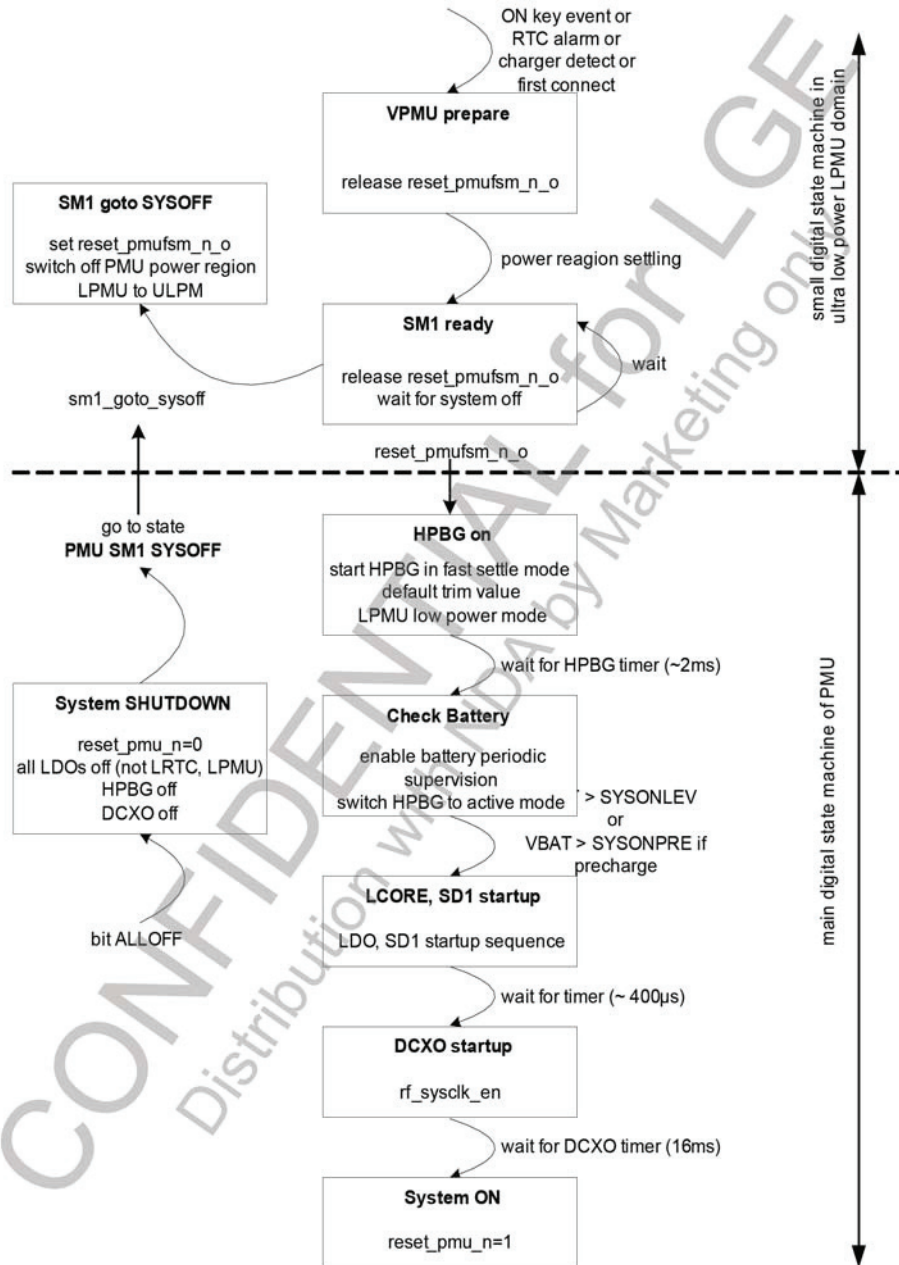 ON key event or
RTC alarm or
charger detect or
first connect
VPMU prepare
release reset_pmufsm_n_o
SM1 goto SYSOFF
set reset_pmufsm_n_o
switch off PMU power region
LPMU to ULPM
power reagion settling
SM1 ready
release reset_pmufsm_n_o
wait for system off
wait
small digital state machine in
ultra low power LPMU domain
sm1_goto_sysoff
reset_pmufsm_n_o
go to state
PMU SM1 SYSOFF
HPBG on
start HPBG in fast settle mode
default trim value
LPMU low power mode
wait for HPBG timer (~2ms)
System SHUTDOWN
reset_pmu_n=0
all LDOs off (not LRTC, LPMU)
HPBG off
DCXO off
Check Battery
enable battery periodic
supervision
switch HPBG to active mode
> SYSONLEV
or
VBAT > SYSONPRE if
precharge
bit ALLOFF
LCORE, SD1 startup
LDO, SD1 startup sequence
wait for timer (~ 400µs)
DCXO startup
rf_sysclk_en
wait for DCXO timer (16ms)
System ON
reset_pmu_n=1
main digital state machine of PMU
CONFIDENTIAL for LGE
Distribution with NDA by Marketing only